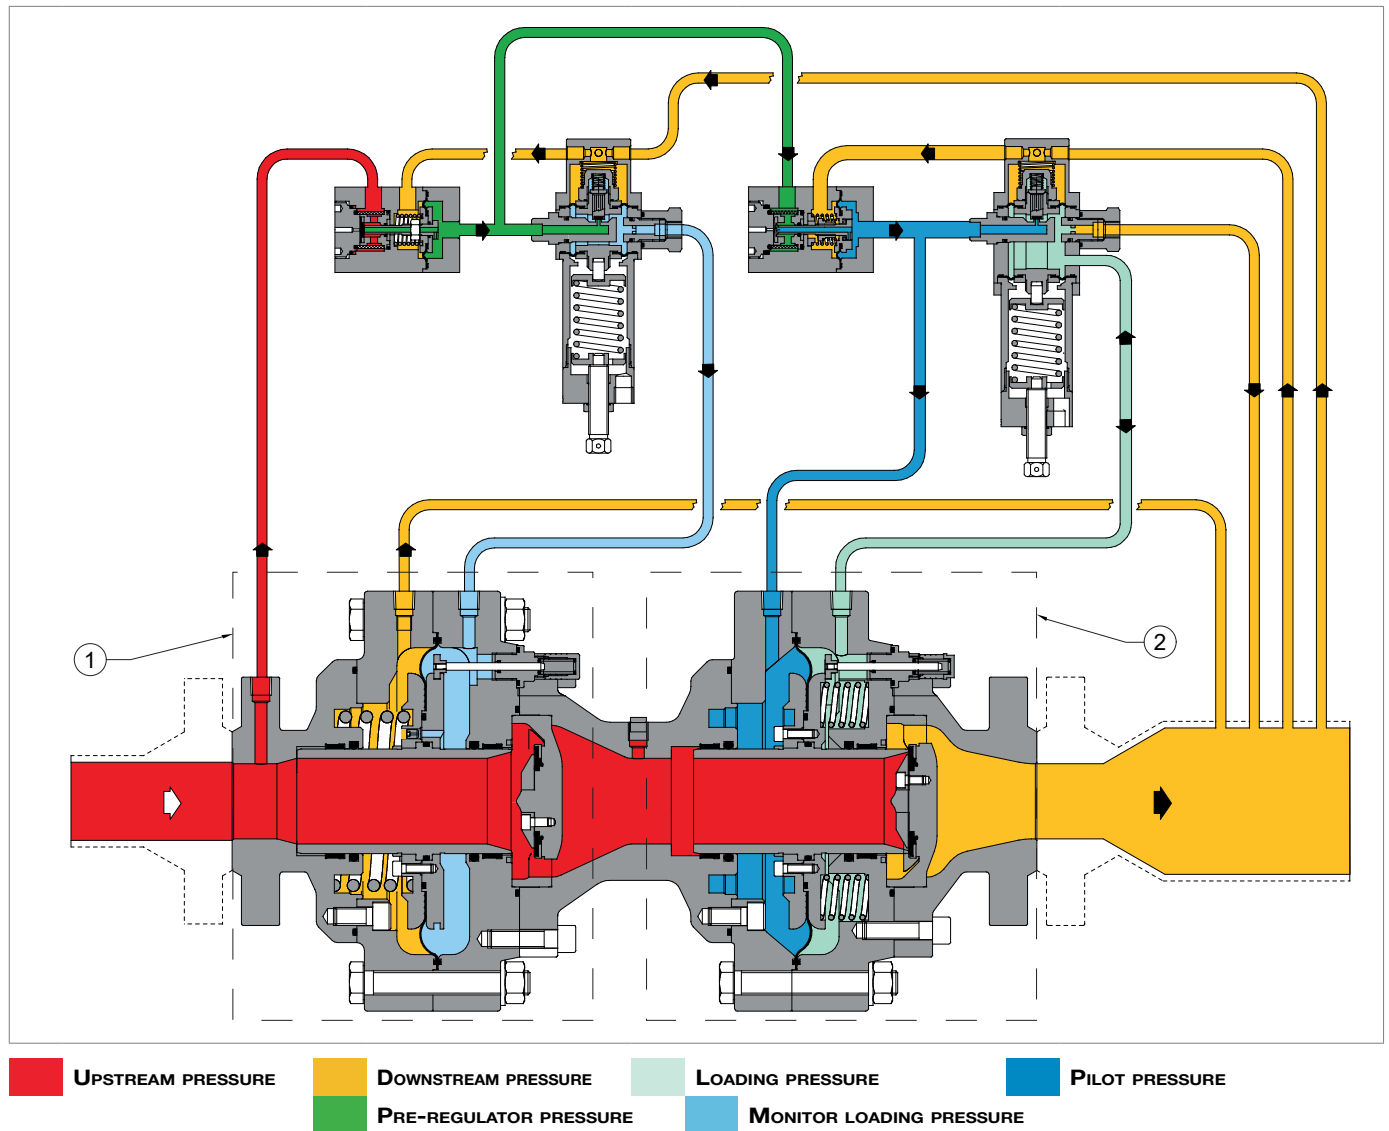 1
2
UPSTREAM PRESSURE
DOWNSTREAM PRESSURE
LOADING PRESSURE
PILOT PRESSURE
PRE-REGULATOR PRESSURE
MONITOR LOADING PRESSURE